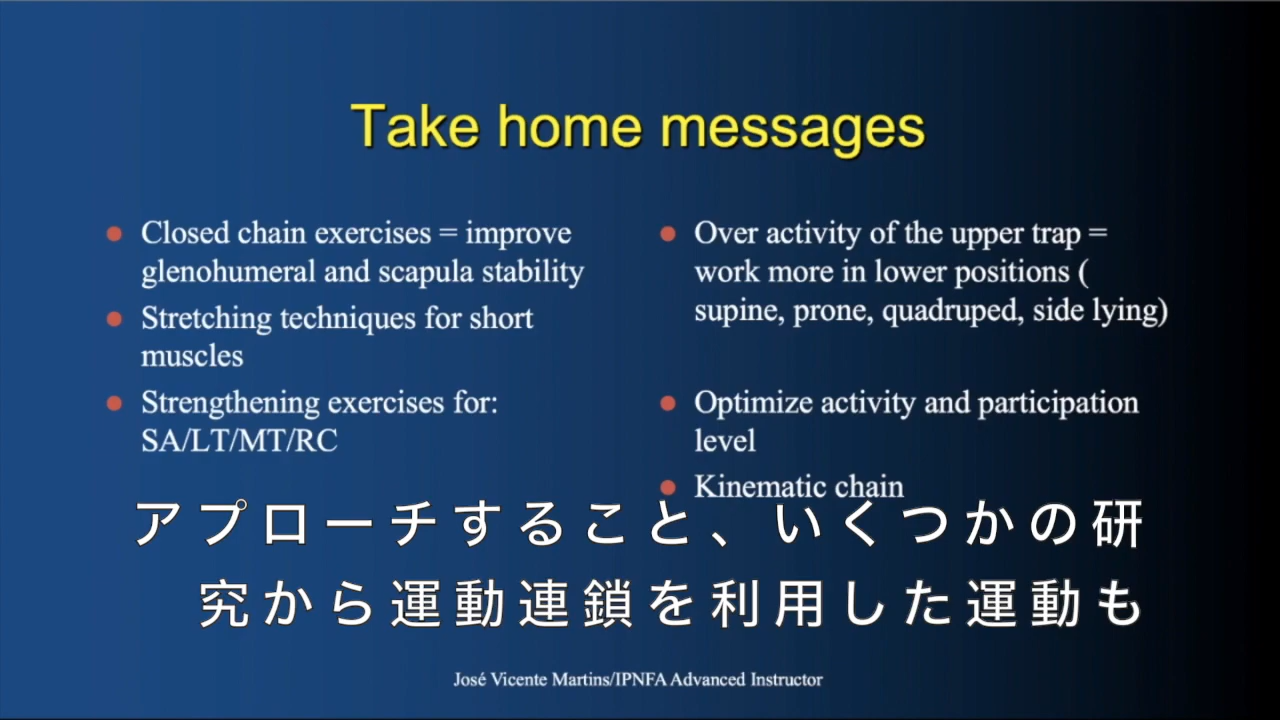 Take home messages
Closed chain exercises = improve
glenohumeral and scapula stability
Stretching techniques for short
muscles
Strengthening exercises for:
SA/LT/MT/RC
Over activity of the upper trap =
work more in lower positions (
supine, prone, quadruped, side lying)
Optimize activity and participation
level
Kinematic chain
アプローチすること、いくつかの研
究から運動連鎖を利用した運動も
José Vicente Martins/IPNFA Advanced Instructor